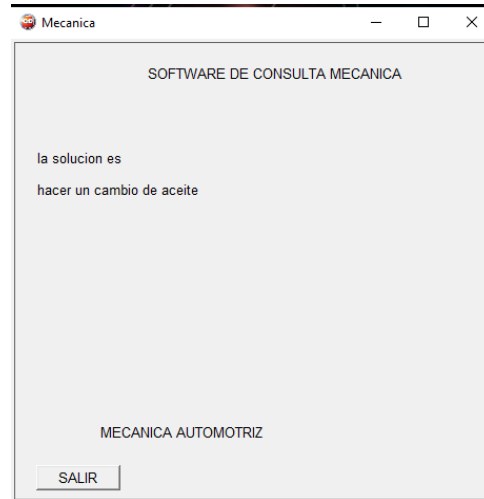 Mecanica
SOFTWARE DE CONSULTA MECANICA
la solucion es
hacer un cambio de aceite
MECANICA AUTOMOTRIZ
SALIR